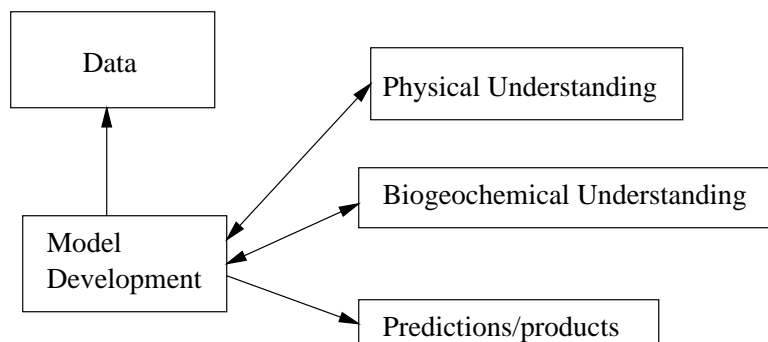 Data
Physical Understanding
Biogeochemical Understanding
Model
Development
Predictions/products